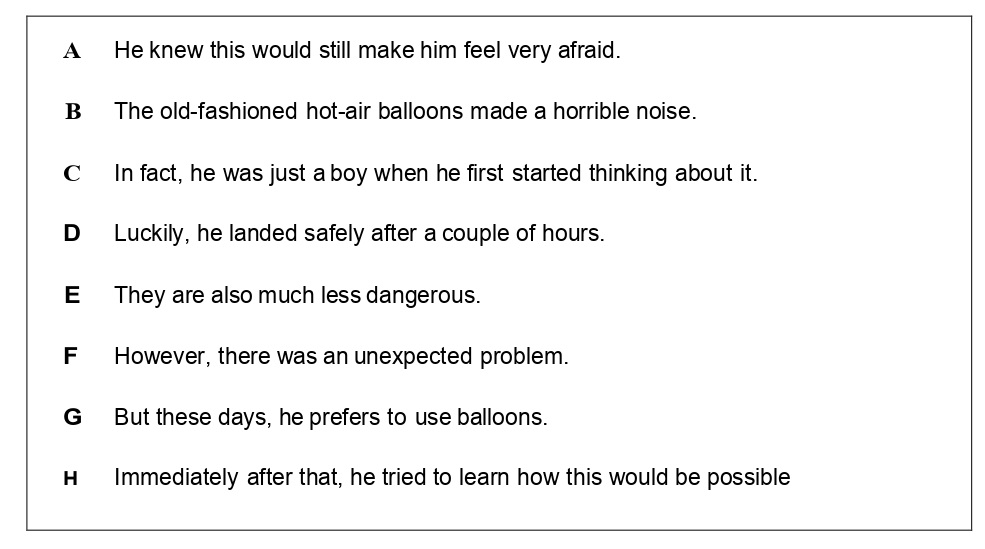 A He knew this would still make him feel very afraid.
B The old-fashioned hot-air balloons made a horrible noise.
C In fact, he was just a boy when he first started thinking about it.
D Luckily, he landed safely after a couple of hours.
E They are also much less dangerous.
F However, there was an unexpected problem.
G But these days, he prefers to use balloons.
H Immediately after that, he tried to learn how this would be possible